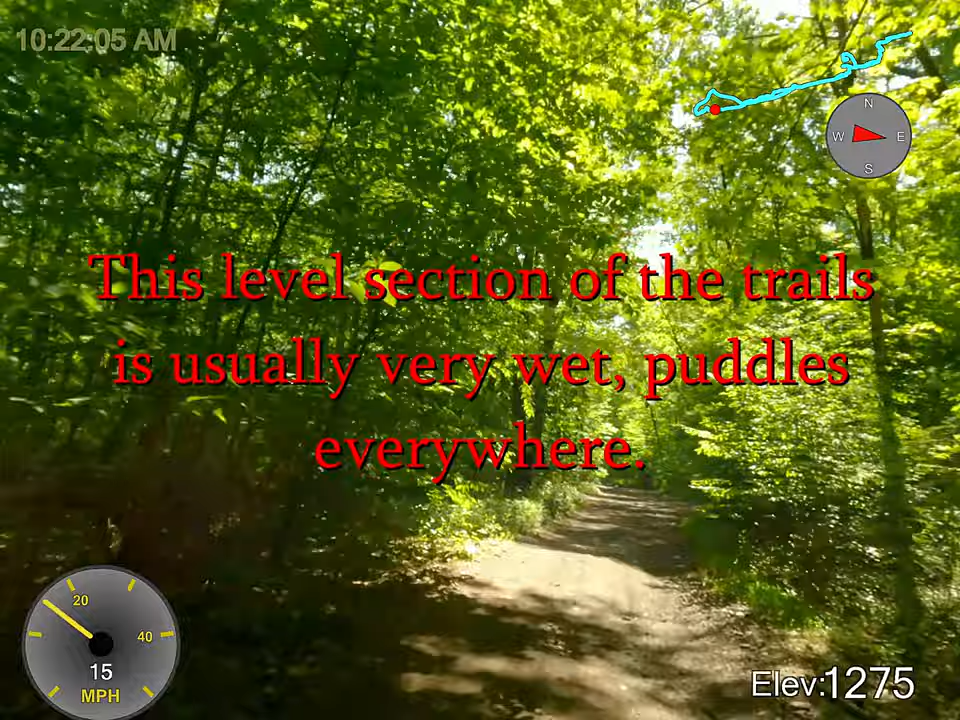 10:22:05 AM
N
W E
S
This level section of the trails
is usually very wet, puddles
everywhere.
20
40
15
MPH
Elev:1275